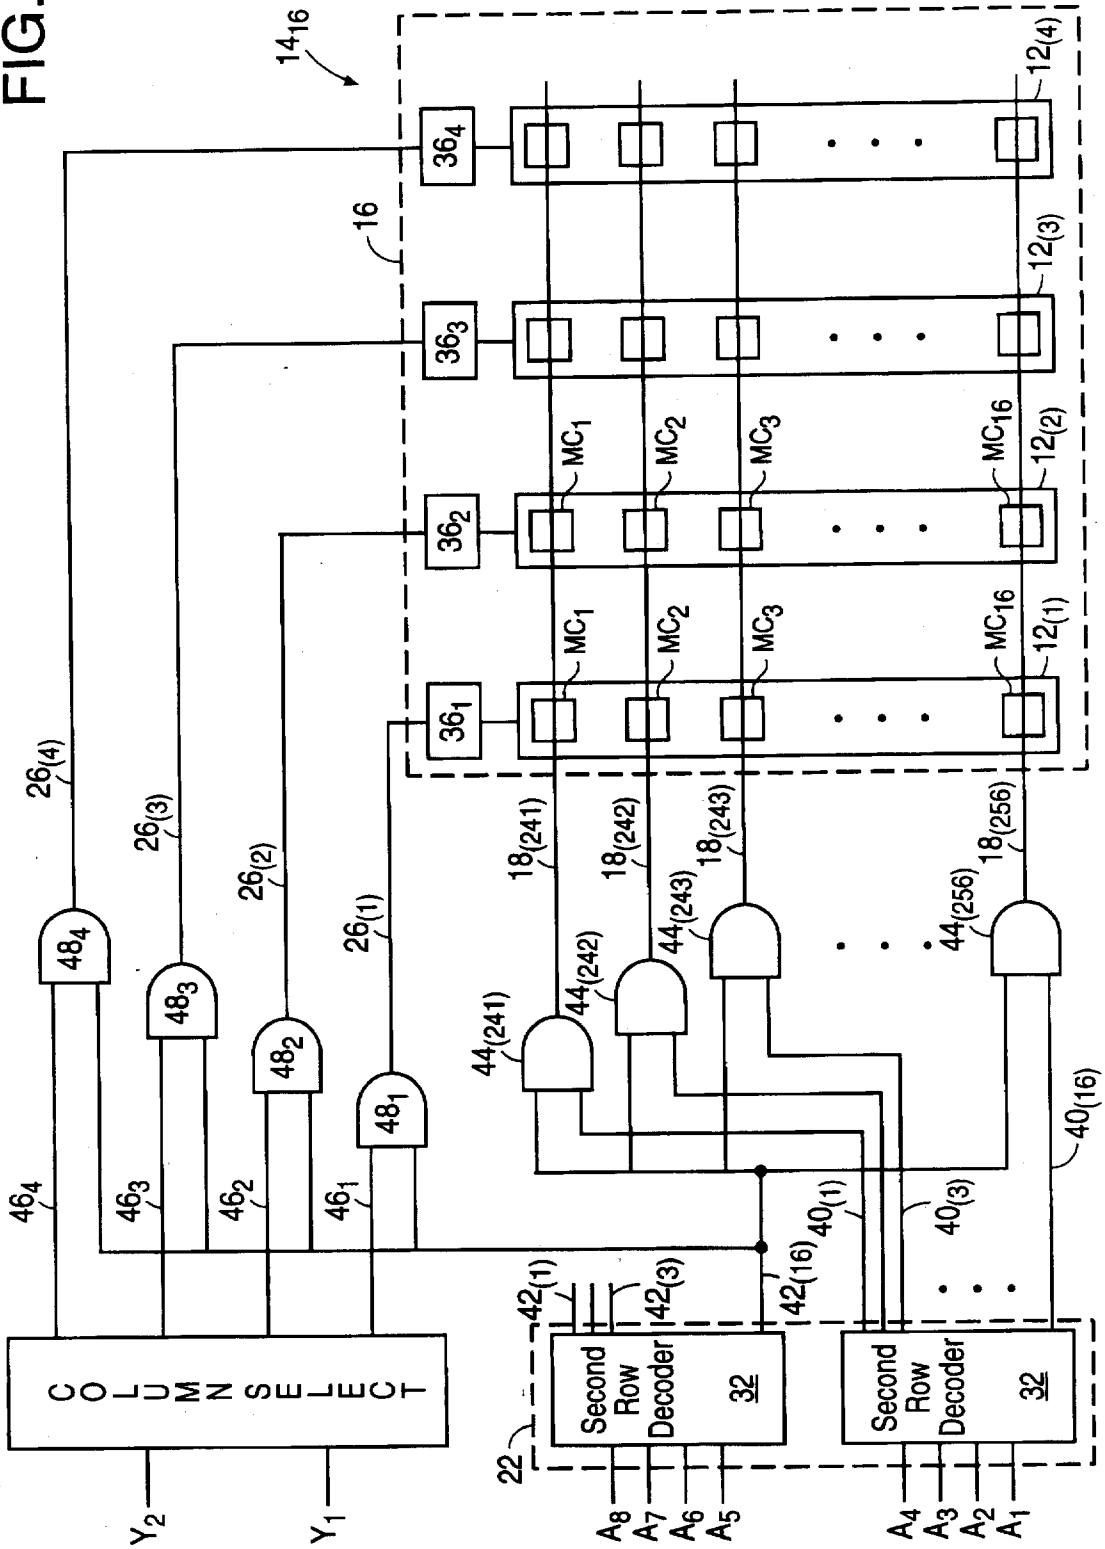 FIG.
14₁₆
16
36₄
36₃
36₂
36₁
12(4)
12(3)
12(2)
12(1)
MC₁
MC₂
MC₃
MC₁₆
MC₁
MC₂
MC₃
MC₁₆
26(4)
26(3)
26(2)
26(1)
18(241)
18(242)
18(243)
18(256)
48₄
48₃
48₂
48₁
44(241)
44(242)
44(243)
44(256)
46₄
46₃
46₂
46₁
40(1)
40(3)
40(16)
42(1)
42(3)
42(16)
COLUMN SELECT
Y₂
Y₁
22
Second
Row
Decoder
32
Second
Row
Decoder
32
A₈
A₇
A₆
A₅
A₄
A₃
A₂
A₁